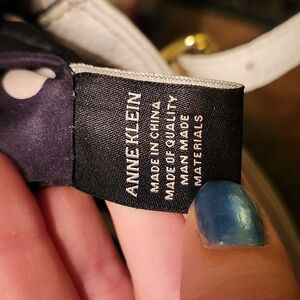 ANNE KLEIN
MADE IN CHINA
MADE OF QUALITY
MAN MADE
MATERIALS